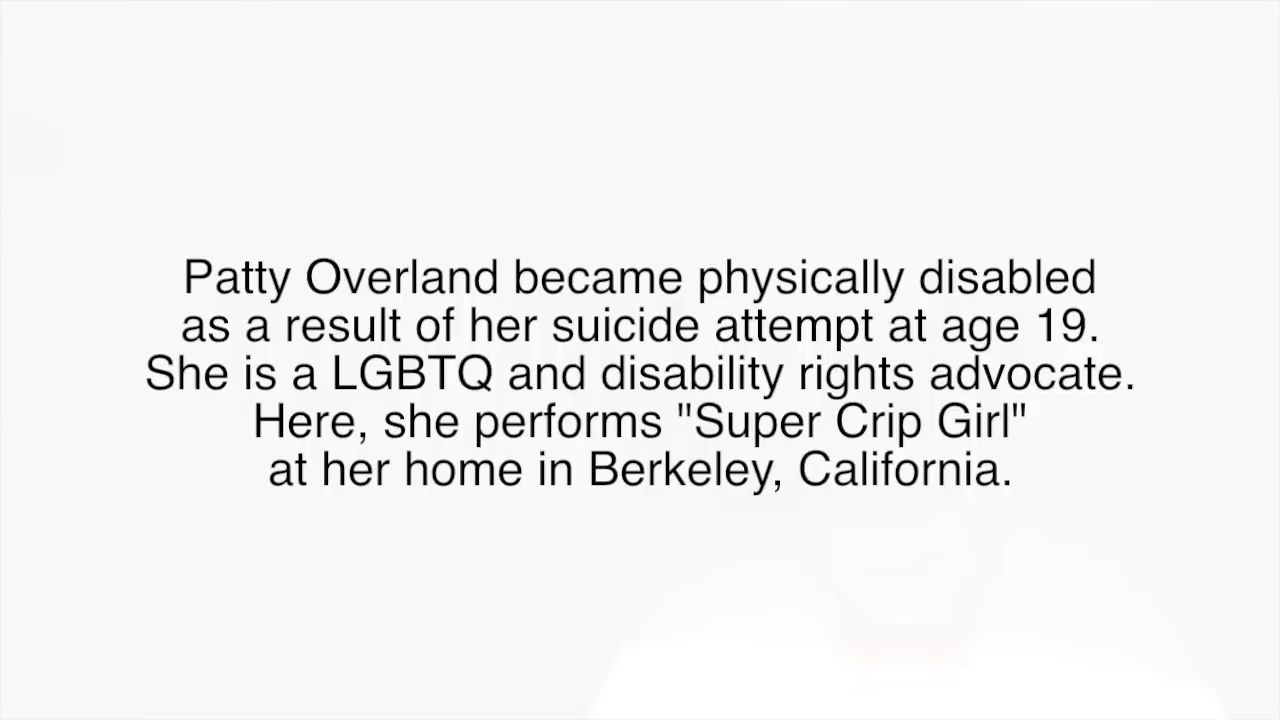 Patty Overland became physically disabled
as a result of her suicide attempt at age 19.
She is a LGBTQ and disability rights advocate.
Here, she performs "Super Crip Girl"
at her home in Berkeley, California.